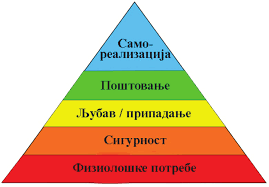 Само-
реализација
Поштовање
Љубав / припадање
Сигурност
Физиолошке потребе